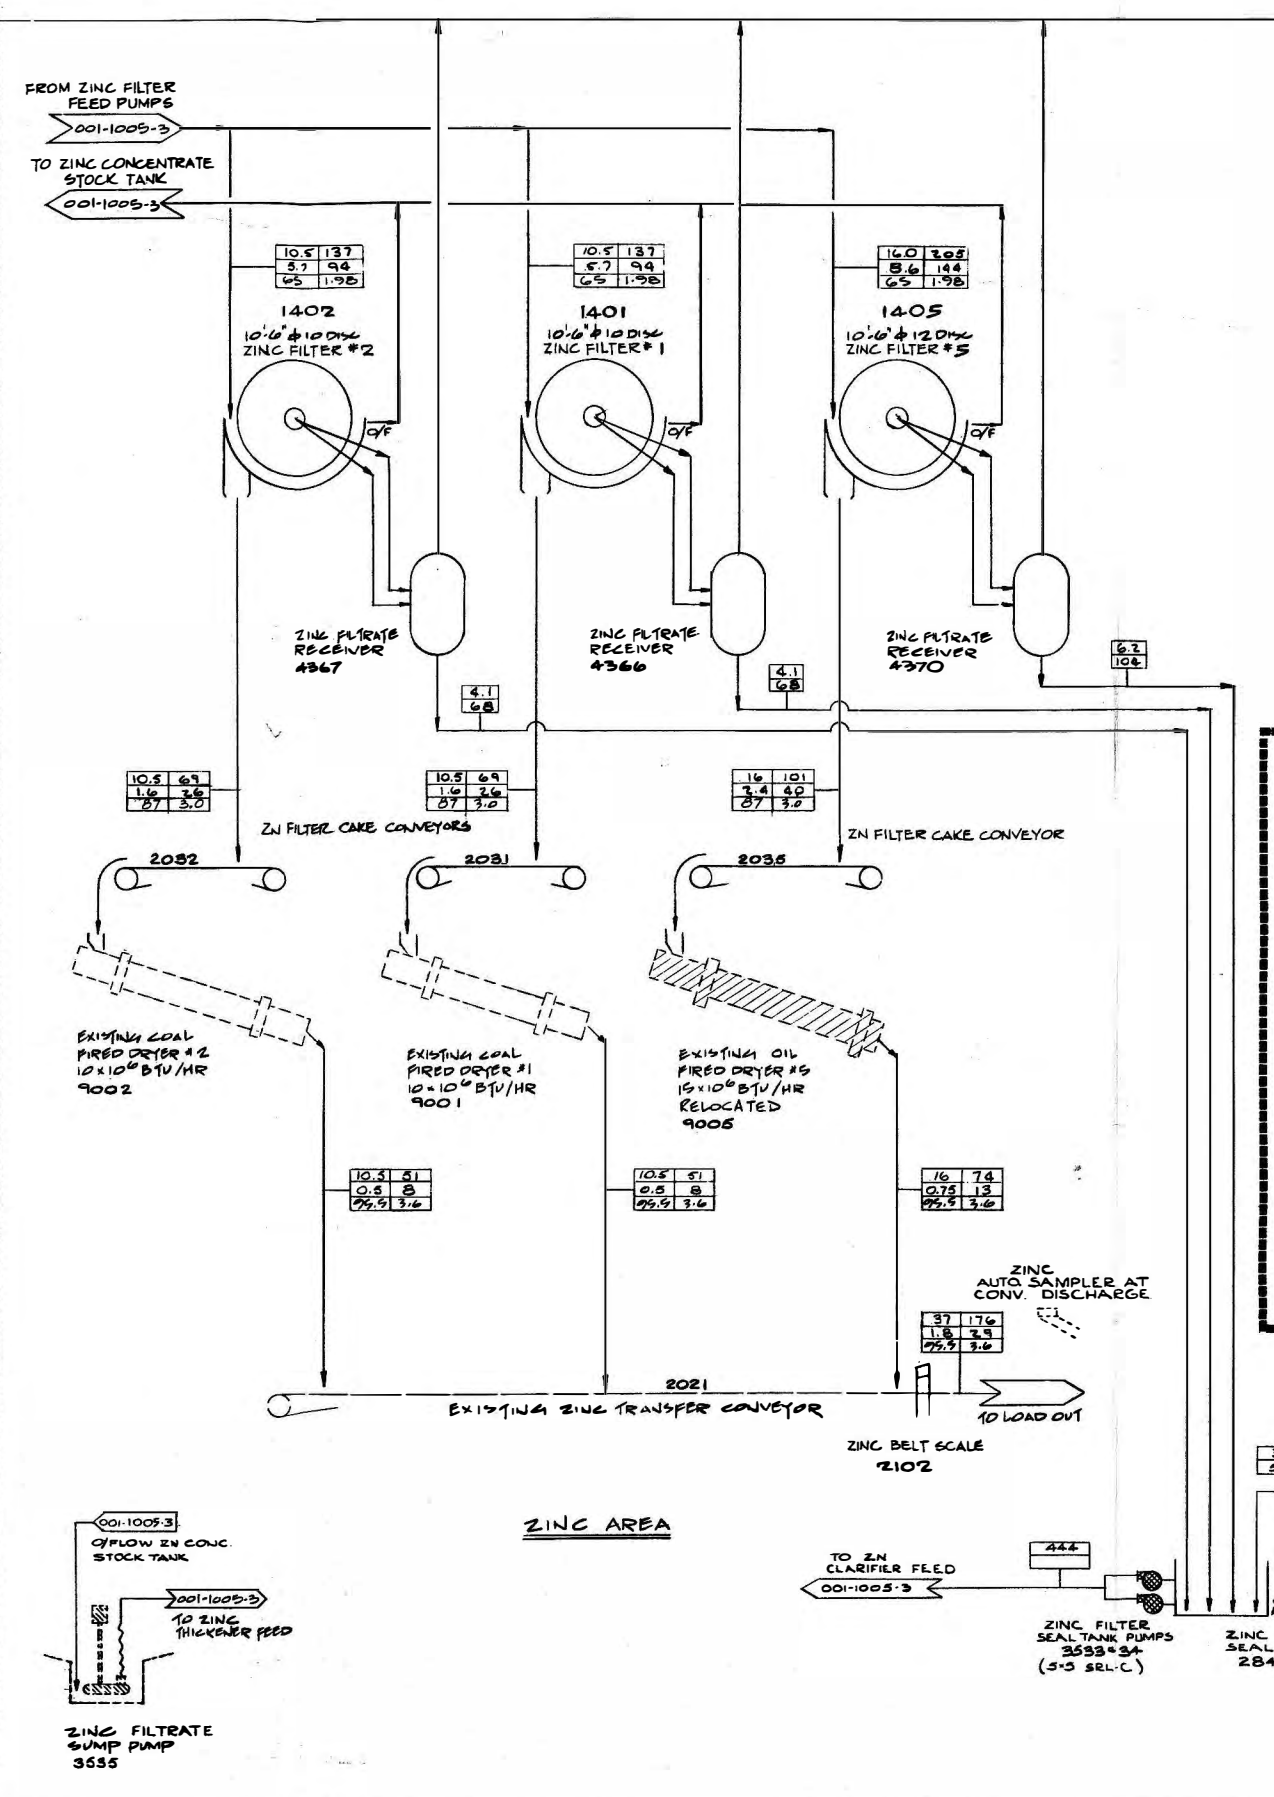 FROM ZINC FILTER
FEED PUMPS
001-1005-3
TO ZINC CONCENTRATE
STOCK TANK
001-1005-3
10.5 137
5.7 94
65 1.98
10.5 137
5.7 94
65 1.98
16.0 205
8.6 144
65 1.98
1402
10'-6"ϕ 10 DISC
ZINC FILTER #2
1401
10'-6"ϕ 10 DISC
ZINC FILTER #1
1405
10'-6"ϕ 12 DISC
ZINC FILTER #5
O/F
O/F
O/F
ZINC FILTRATE
RECEIVER
4367
ZINC FILTRATE
RECEIVER
4366
ZINC FILTRATE
RECEIVER
4370
4.1
68
4.1
68
6.2
104
10.5 69
1.6 26
87 3.0
10.5 69
1.6 26
87 3.0
16 101
2.4 40
87 3.0
ZN FILTER CAKE CONVEYORS
ZN FILTER CAKE CONVEYOR
2032
2031
2035
EXISTING COAL
FIRED DRYER #2
10x10⁶ BTU/HR
9002
EXISTING COAL
FIRED DRYER #1
10x10⁶ BTU/HR
9001
EXISTING OIL
FIRED DRYER #5
15x10⁶ BTU/HR
RELOCATED
9005
10.5 51
0.5 8
95.5 3.6
10.5 51
0.5 8
95.5 3.6
16 74
0.75 13
95.5 3.6
ZINC
AUTO SAMPLER AT
CONV. DISCHARGE
37 176
1.8 29
95.5 3.6
2021
EXISTING ZINC TRANSFER CONVEYOR
TO LOAD OUT
ZINC BELT SCALE
2102
ZINC AREA
001-1005-3
O/FLOW ZN CONC.
STOCK TANK
001-1005-3
TO ZINC
THICKENER FEED
ZINC FILTRATE
SUMP PUMP
3535
TO ZN
CLARIFIER FEED
001-1005-3
444
ZINC FILTER
SEAL TANK PUMPS
3533 & 34
(5x5 SRL-C)
ZINC
SEAL
284